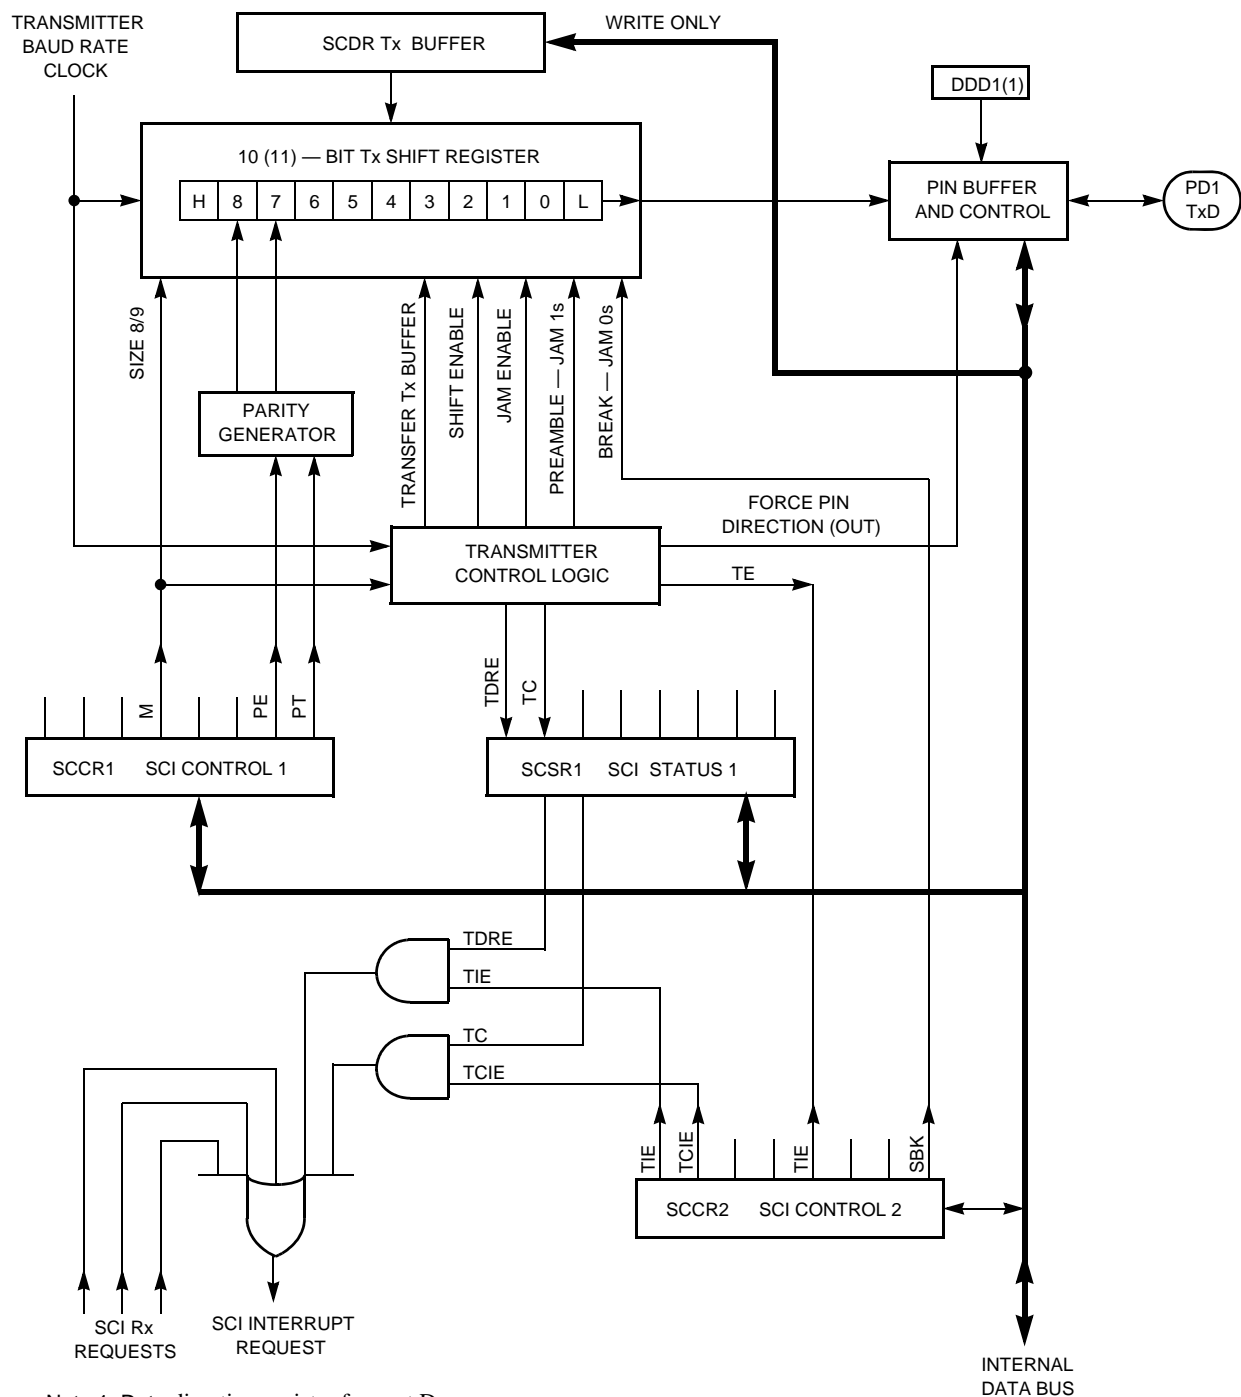 TRANSMITTER
BAUD RATE
CLOCK
SCDR Tx BUFFER
WRITE ONLY
DDD1(1)
10 (11) — BIT Tx SHIFT REGISTER
H 8 7 6 5 4 3 2 1 0 L
PIN BUFFER
AND CONTROL
PD1
TxD
SIZE 8/9
TRANSFER Tx BUFFER
SHIFT ENABLE
JAM ENABLE
PREAMBLE — JAM 1s
BREAK — JAM 0s
PARITY
GENERATOR
FORCE PIN
DIRECTION (OUT)
TRANSMITTER
CONTROL LOGIC
TE
TDRE
TC
M
PE
PT
SCCR1 SCI CONTROL 1
SCSR1 SCI STATUS 1
TDRE
TIE
TC
TCIE
TIE
TCIE
TIE
SBK
SCCR2 SCI CONTROL 2
SCI Rx
REQUESTS
SCI INTERRUPT
REQUEST
INTERNAL
DATA BUS